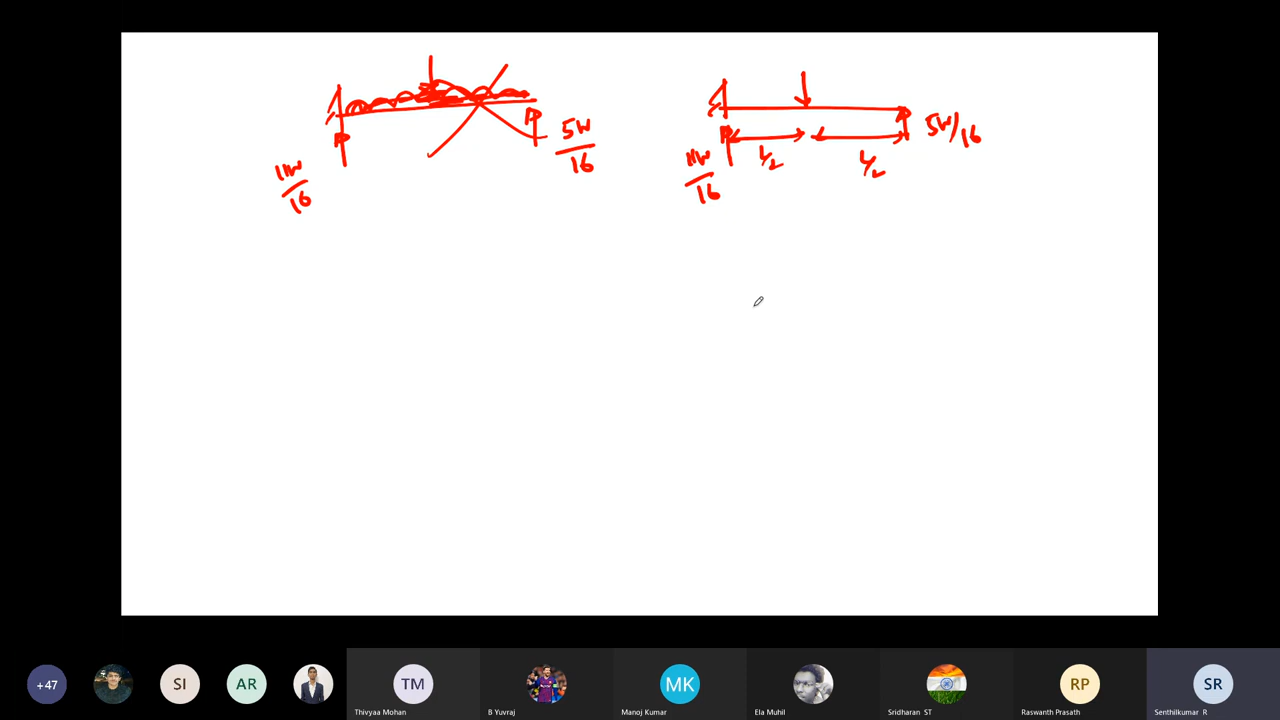 11W
16
5W
16
11W
16
L/2
L/2
5W/16
+47
SI
AR
TM
MK
RP
SR
Thivyaa Mohan
B Yuvraj
Manoj Kumar
Ela Muhil
Sridharan ST
Raswanth Prasath
Senthilkumar R